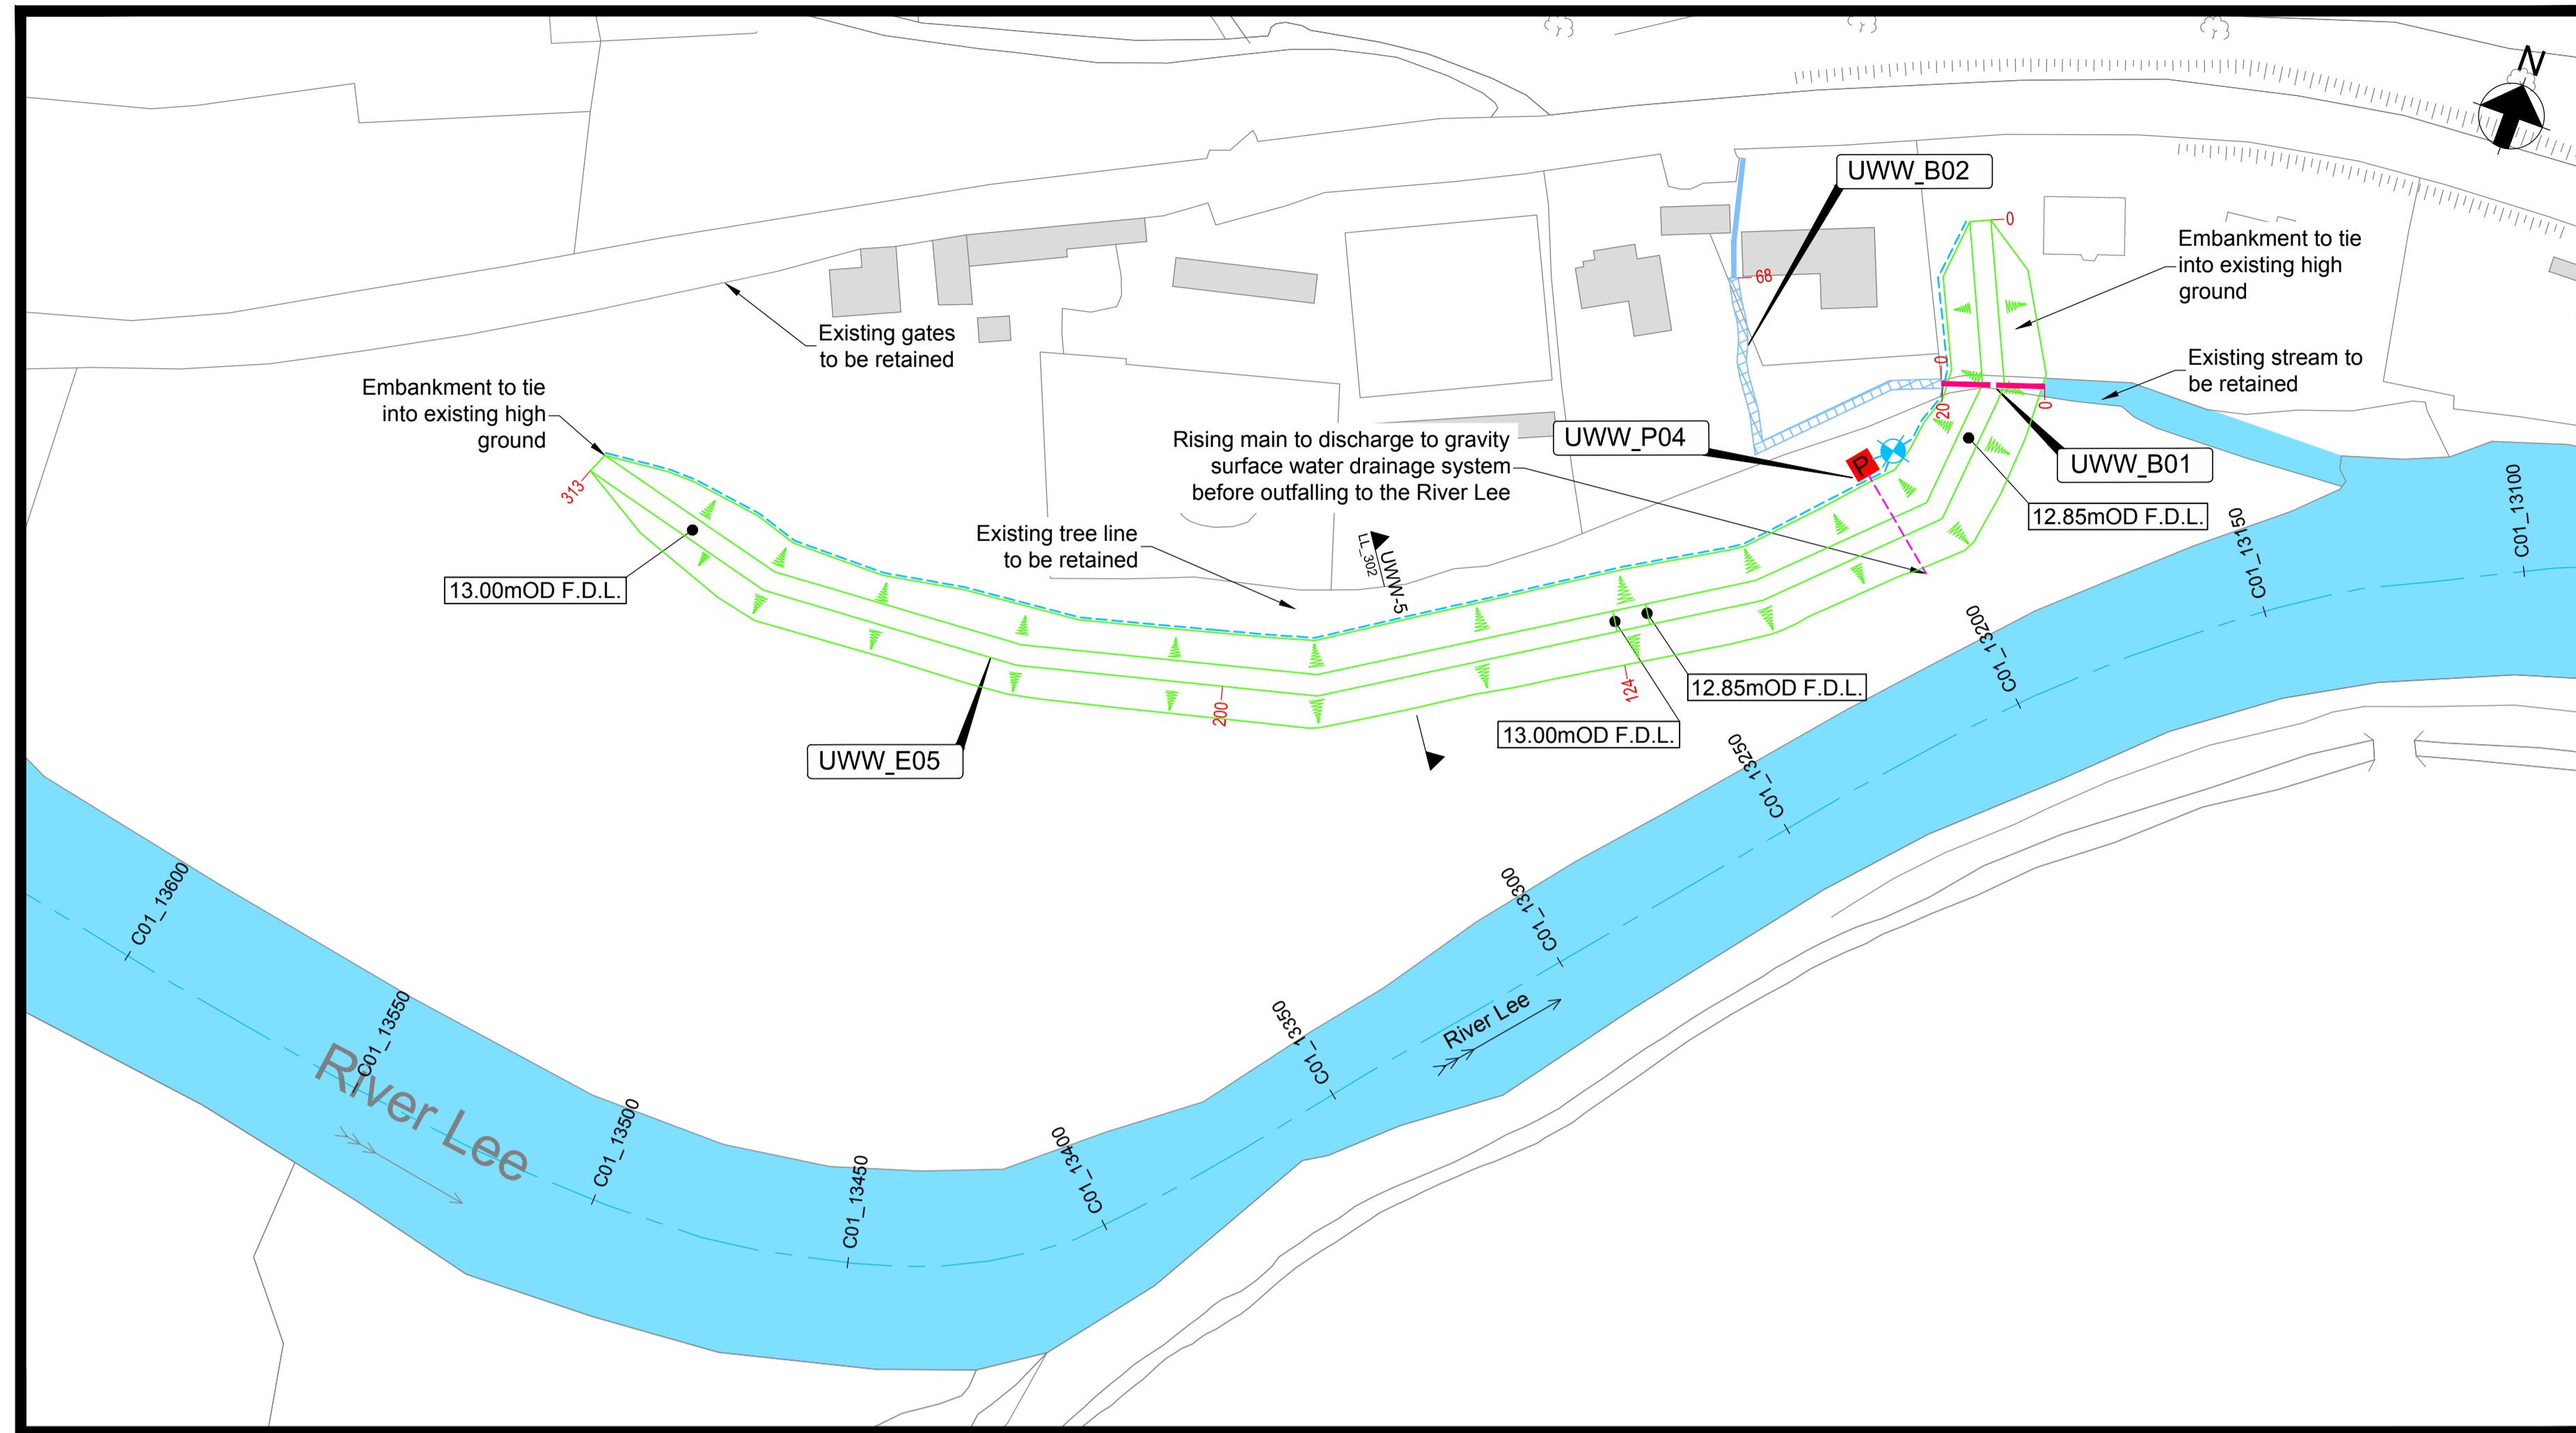 N
UWW_B02
0
Embankment to tie
into existing high
ground
68
Existing gates
to be retained
Existing stream to
be retained
Embankment to tie
into existing high
ground
0
20
0
Rising main to discharge to gravity
surface water drainage system
before outfalling to the River Lee
UWW_P04
P
UWW_B01
313
12.85mOD F.D.L.
Existing tree line
to be retained
UWW-5
LL_302
13.00mOD F.D.L.
C01_13100
C01_13150
C01_13200
12.85mOD F.D.L.
124
200
13.00mOD F.D.L.
UWW_E05
C01_13250
C01_13300
C01_13600
River Lee
C01_13350
C01_13550
River Lee
C01_13500
C01_13450
C01_13400